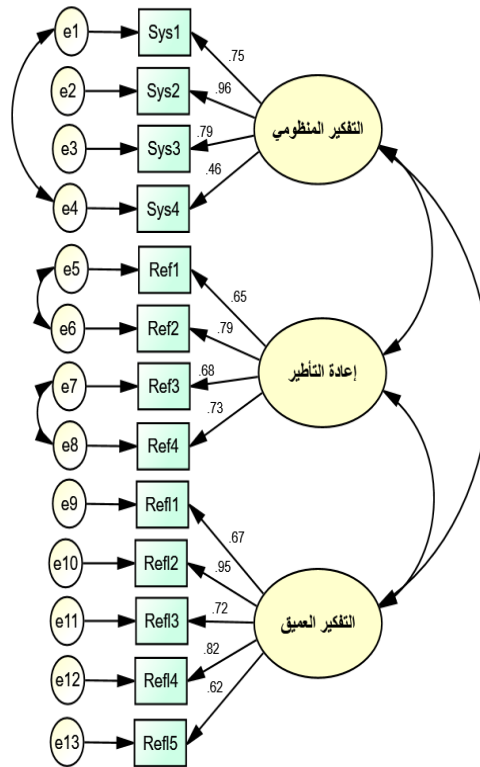 e1
Sys1
.75
e2
Sys2
.96
التفكير المنظومي
e3
Sys3
.79
e4
Sys4
.46
e5
Ref1
.65
e6
Ref2
.79
إعادة التأطير
e7
Ref3
.68
e8
Ref4
.73
e9
Refl1
.67
e10
Refl2
.95
التفكير العميق
e11
Refl3
.72
e12
Refl4
.82
e13
Refl5
.62